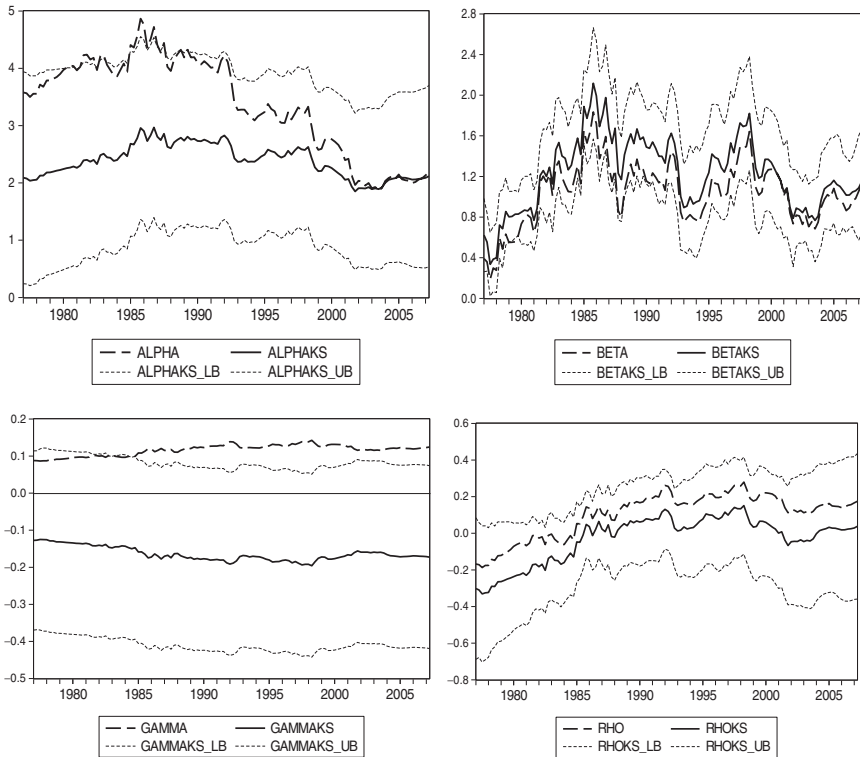 5
4
3
2
1
0
1980 1985 1990 1995 2000 2005
ALPHA ALPHAKS
ALPHAKS_LB ALPHAKS_UB
2.8
2.4
2.0
1.6
1.2
0.8
0.4
0.0
1980 1985 1990 1995 2000 2005
BETA BETAKS
BETAKS_LB BETAKS_UB
0.2
0.1
0.0
−0.1
−0.2
−0.3
−0.4
−0.5
1980 1985 1990 1995 2000 2005
GAMMA GAMMAKS
GAMMAKS_LB GAMMAKS_UB
0.6
0.4
0.2
0.0
−0.2
−0.4
−0.6
−0.8
1980 1985 1990 1995 2000 2005
RHO RHOKS
RHOKS_LB RHOKS_UB